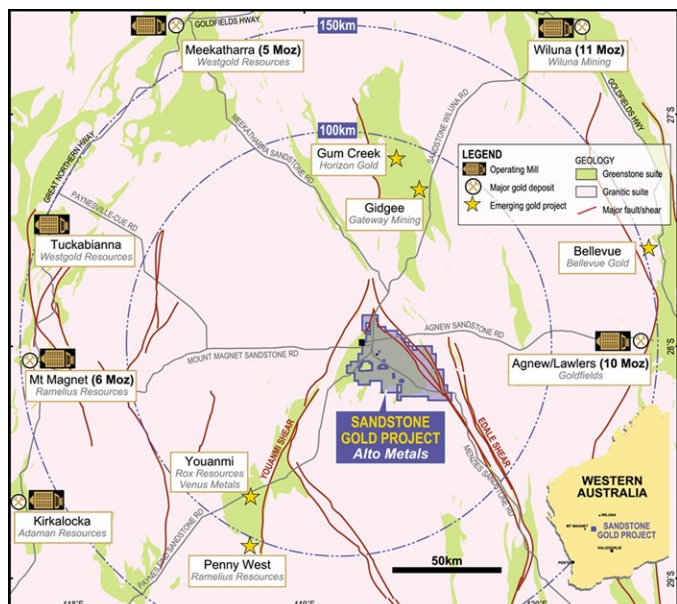 GOLDFIELDS HWY
150km
Meekatharra (5 Moz)
Westgold Resources
Wiluna (11 Moz)
Wiluna Mining
GOLDFIELDS HWY
27°S
GREAT NORTHERN HWY
MEEKATHARRA SANDSTONE RD
SANDSTONE WILUNA RD
100km
Gum Creek
Horizon Gold
Gidgee
Gateway Mining
LEGEND
Operating Mill
Major gold deposit
Emerging gold project
GEOLOGY
Greenstone suite
Granitic suite
Major fault/shear
PAYNESVILLE-CUE RD
Tuckabianna
Westgold Resources
Bellevue
Bellevue Gold
AGNEW SANDSTONE RD
28°S
MOUNT MAGNET SANDSTONE RD
Mt Magnet (6 Moz)
Ramelius Resources
Agnew/Lawlers (10 Moz)
Goldfields
SANDSTONE
GOLD PROJECT
Alto Metals
YOUANMI SHEAR
EDALE SHEAR
MENZIES SANDSTONE RD
Youanmi
Rox Resources
Venus Metals
Kirkalocka
Adaman Resources
PAYNES FIND SANDSTONE RD
Penny West
Ramelius Resources
50km
WESTERN
AUSTRALIA
WILUNA
MT MAGNET
SANDSTONE
GOLD PROJECT
KALGOORLIE
PERTH
118°E
119°E
120°E
29°S